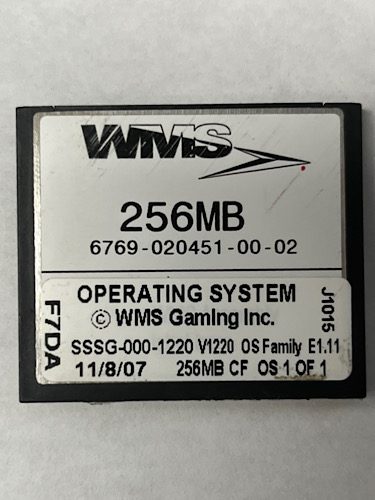 WMS
256MB
6769-020451-00-02
OPERATING SYSTEM
© WMS Gaming Inc.
SSSG-000-1220 V1220 OS Family E1.11
11/8/07 256MB CF OS 1 OF 1
F7DA
J1015